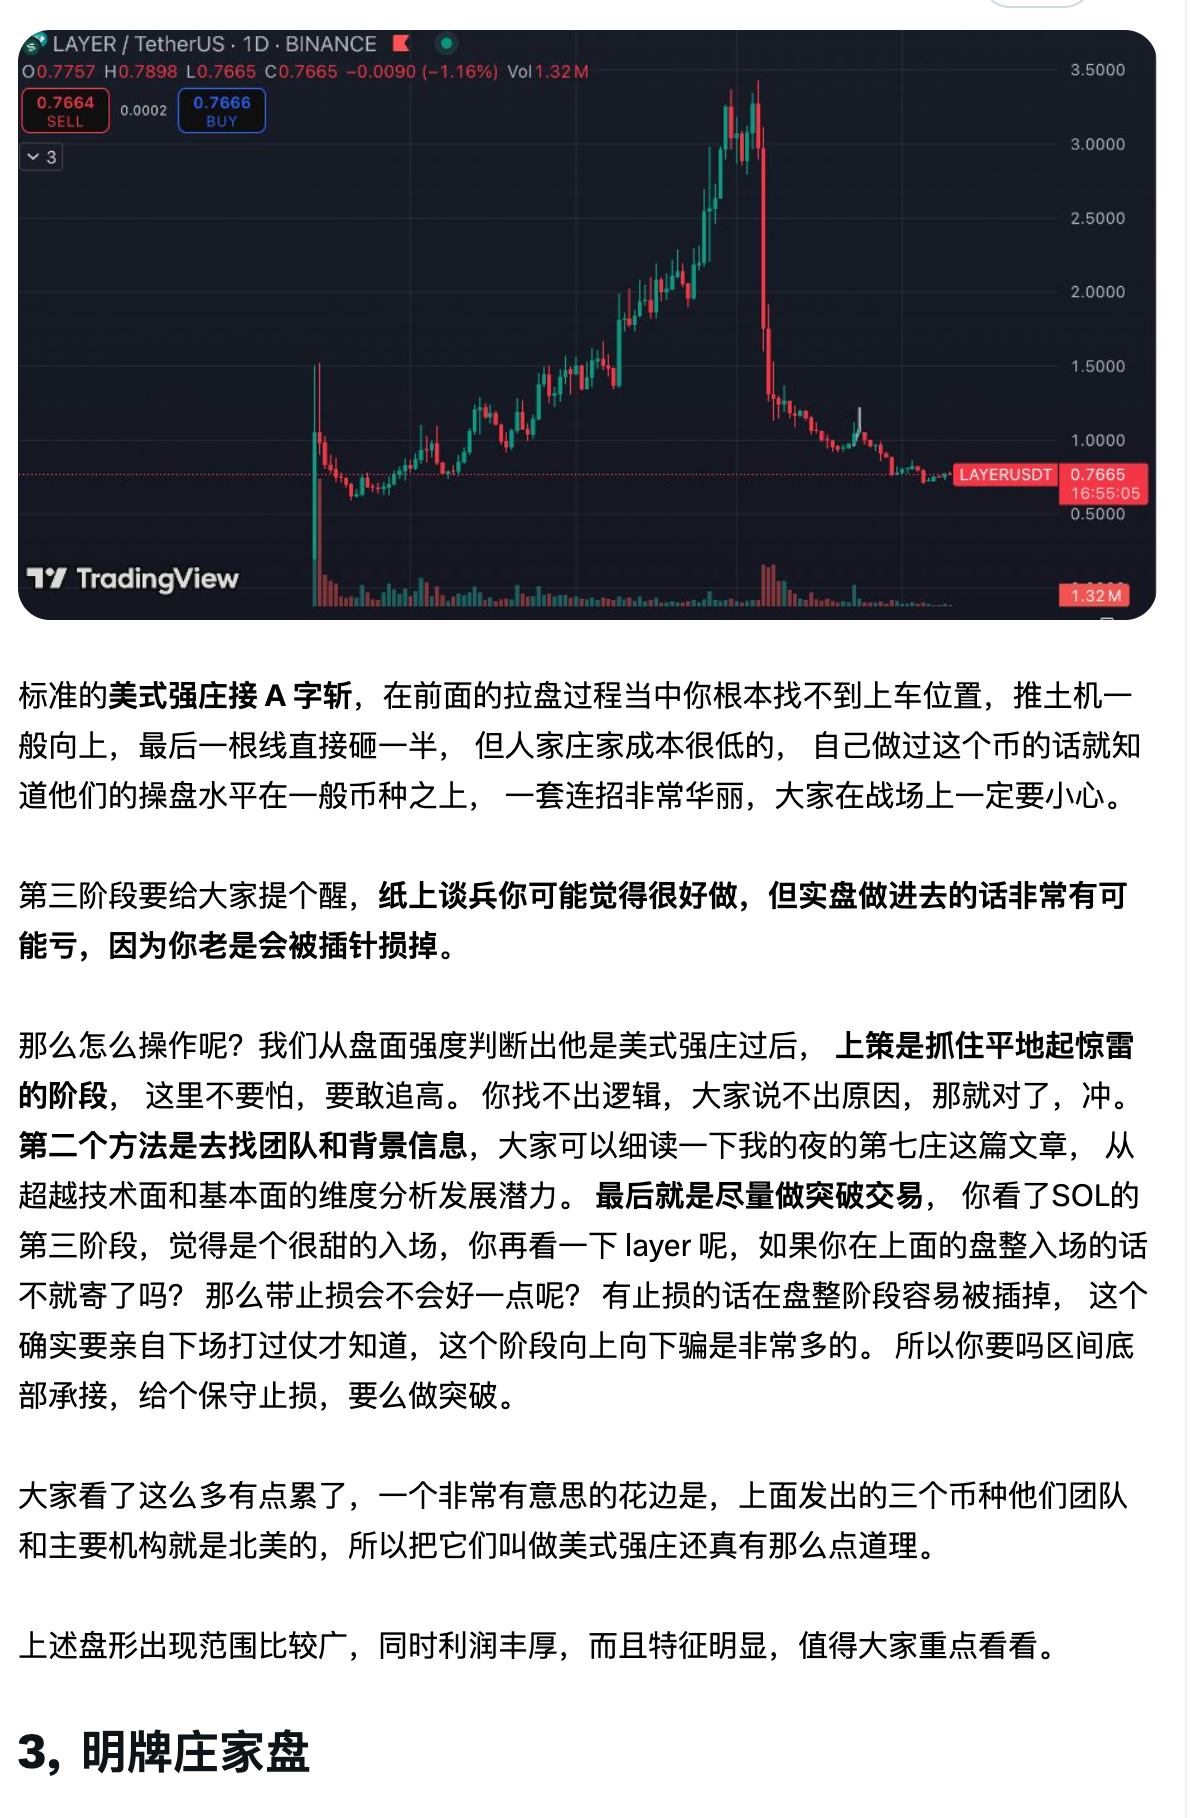 LAYER / TetherUS · 1D · BINANCE
O0.7757 H0.7898 L0.7665 C0.7665 −0.0090 (−1.16%) Vol1.32 M
0.7664
SELL
0.0002
0.7666
BUY
3
3.5000
3.0000
2.5000
2.0000
1.5000
1.0000
LAYERUSDT
0.7665
16:55:05
0.5000
TradingView
1.32 M
标准的美式强庄接 A 字斩，在前面的拉盘过程当中你根本找不到上车位置，推土机一
般向上，最后一根线直接砸一半， 但人家庄家成本很低的， 自己做过这个币的话就知
道他们的操盘水平在一般币种之上， 一套连招非常华丽，大家在战场上一定要小心。
第三阶段要给大家提个醒，纸上谈兵你可能觉得很好做，但实盘做进去的话非常有可
能亏，因为你老是会被插针损掉。
那么怎么操作呢？我们从盘面强度判断出他是美式强庄过后， 上策是抓住平地起惊雷
的阶段， 这里不要怕，要敢追高。 你找不出逻辑，大家说不出原因，那就对了，冲。
第二个方法是去找团队和背景信息，大家可以细读一下我的夜的第七庄这篇文章， 从
超越技术面和基本面的维度分析发展潜力。 最后就是尽量做突破交易， 你看了SOL的
第三阶段，觉得是个很甜的入场，你再看一下 layer 呢，如果你在上面的盘整入场的话
不就寄了吗？ 那么带止损会不会好一点呢？ 有止损的话在盘整阶段容易被插掉， 这个
确实要亲自下场打过仗才知道，这个阶段向上向下骗是非常多的。 所以你要吗区间底
部承接，给个保守止损，要么做突破。
大家看了这么多有点累了，一个非常有意思的花边是，上面发出的三个币种他们团队
和主要机构就是北美的，所以把它们叫做美式强庄还真有那么点道理。
上述盘形出现范围比较广，同时利润丰厚，而且特征明显，值得大家重点看看。
3, 明牌庄家盘